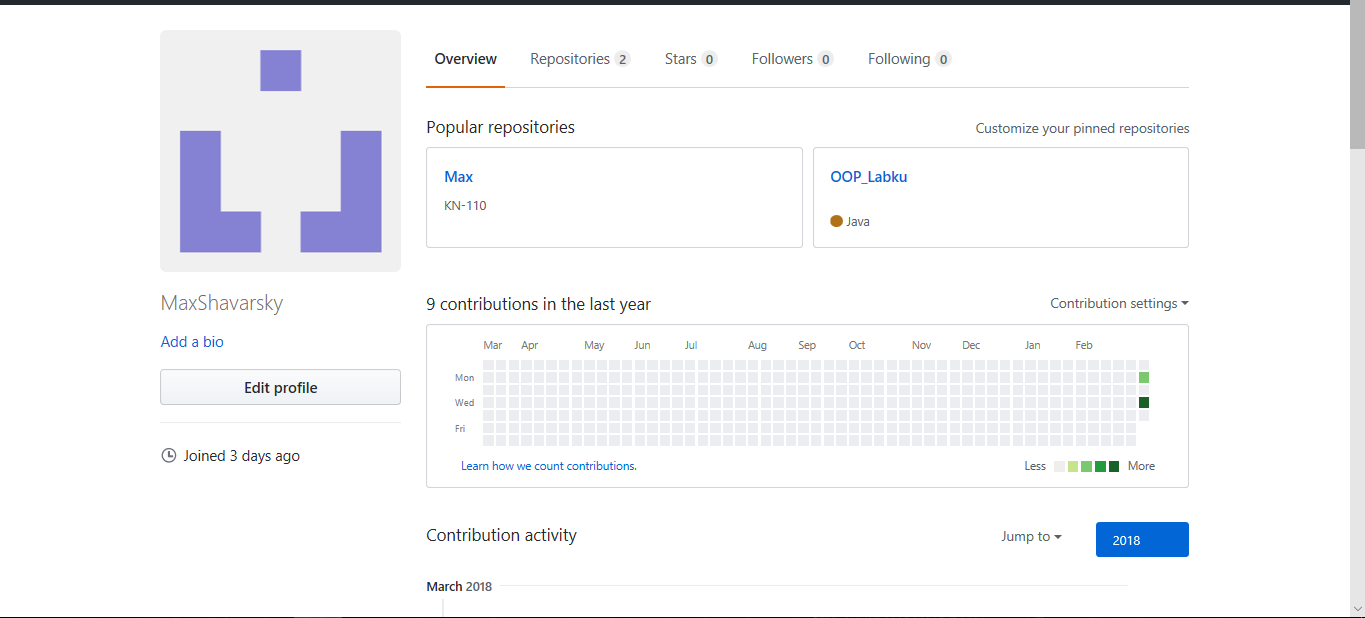 Overview Repositories 2 Stars 0 Followers 0 Following 0
Popular repositories Customize your pinned repositories
Max
KN-110
OOP_Labku
Java
MaxShavarsky
Add a bio
Edit profile
Joined 3 days ago
9 contributions in the last year Contribution settings
Mar Apr May Jun Jul Aug Sep Oct Nov Dec Jan Feb
Mon
Wed
Fri
Learn how we count contributions. Less More
Contribution activity Jump to 2018
March 2018